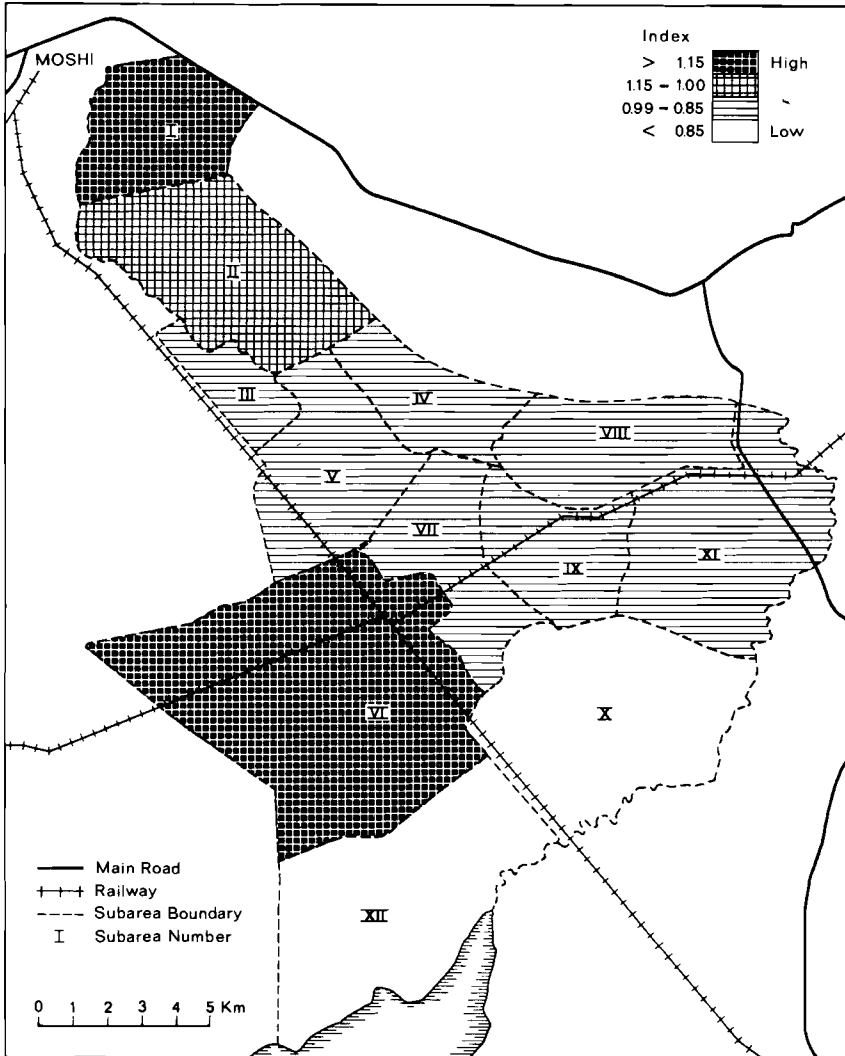 MOSHI
Index
> 1.15 High
1.15 - 1.00
0.99 - 0.85 "
< 0.85 Low
I
II
III
IV
VIII
V
VII
IX
XI
VI
X
Main Road
Railway
Subarea Boundary
I Subarea Number
XII
0 1 2 3 4 5 Km